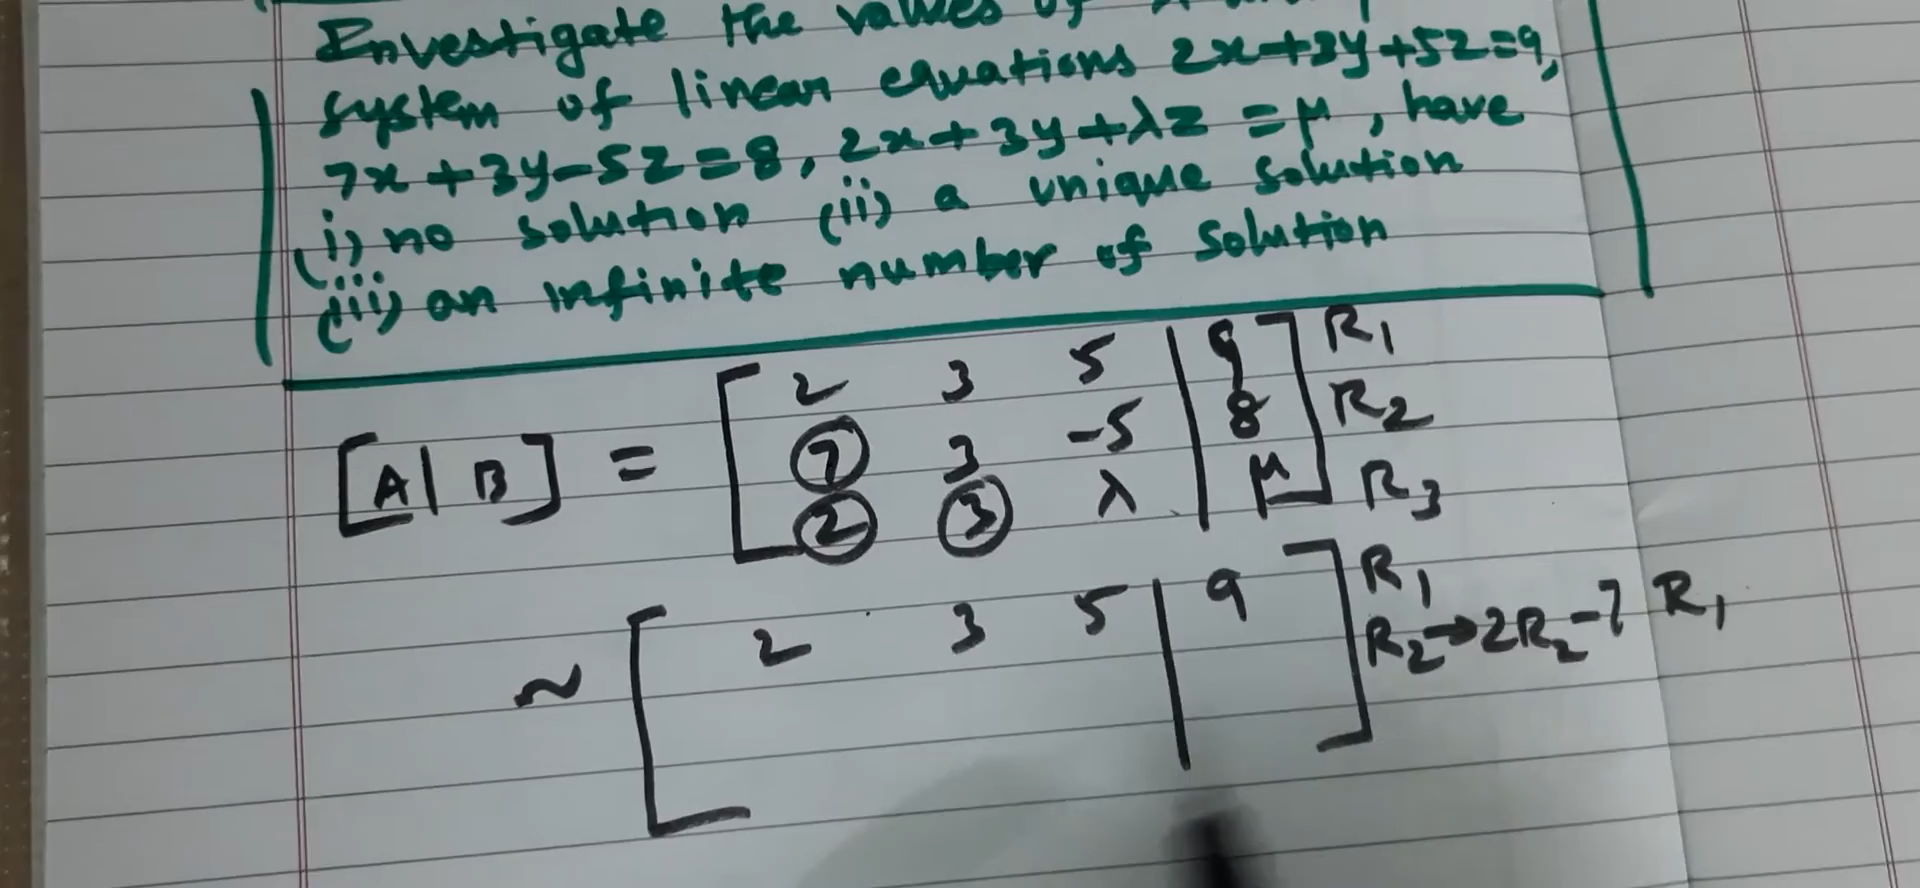 Investigate the values of λ
system of linear equations 2x+3y+5z=9,
7x+3y-5z=8, 2x+3y+λz=μ, have
(i) no solution (ii) a unique solution
(iii) an infinite number of solution
[A|B] = [2 3 5 | 9] R1
7 3 -5 | 8 R2
2 3 λ | μ R3
~ [2 3 5 | 9] R1
R2→2R2-7R1